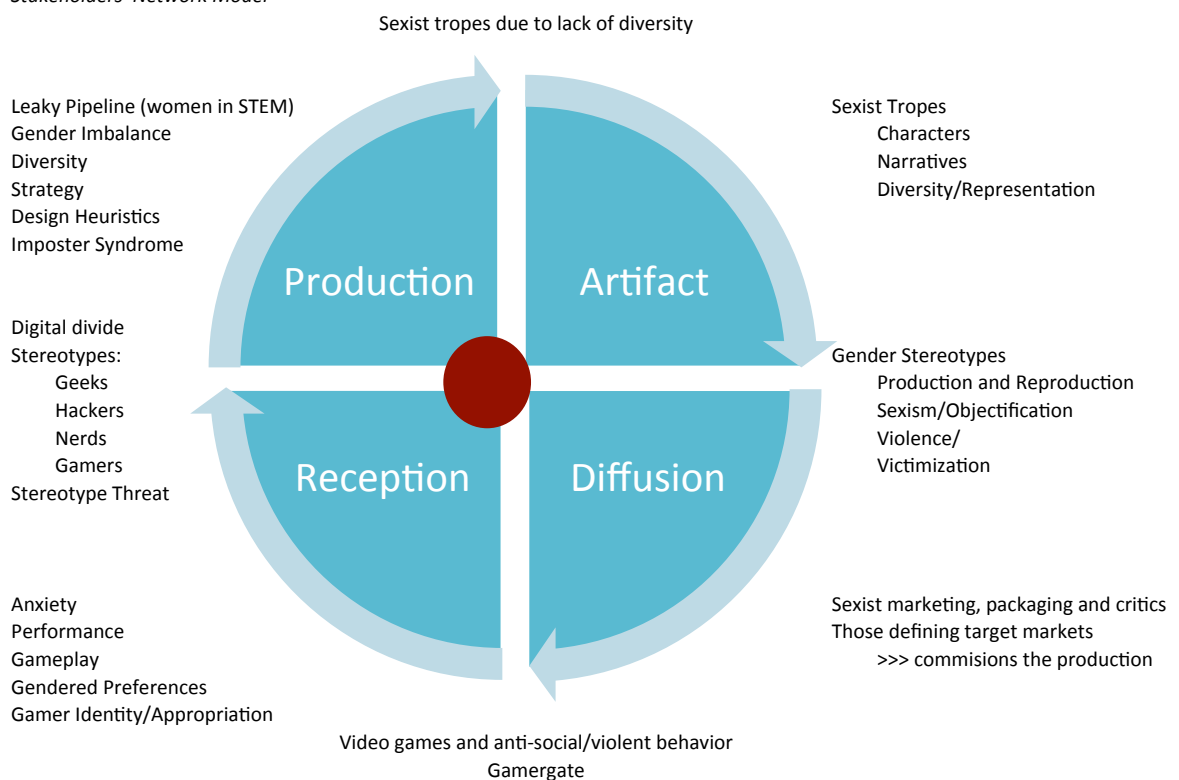 Stakeholders' Network Model
Sexist tropes due to lack of diversity
Leaky Pipeline (women in STEM)
Gender Imbalance
Diversity
Strategy
Design Heuristics
Imposter Syndrome
Sexist Tropes
Characters
Narratives
Diversity/Representation
Production
Artifact
Digital divide
Stereotypes:
Geeks
Hackers
Nerds
Gamers
Stereotype Threat
Gender Stereotypes
Production and Reproduction
Sexism/Objectification
Violence/
Victimization
Reception
Diffusion
Anxiety
Performance
Gameplay
Gendered Preferences
Gamer Identity/Appropriation
Sexist marketing, packaging and critics
Those defining target markets
>>> commisions the production
Video games and anti-social/violent behavior
Gamergate